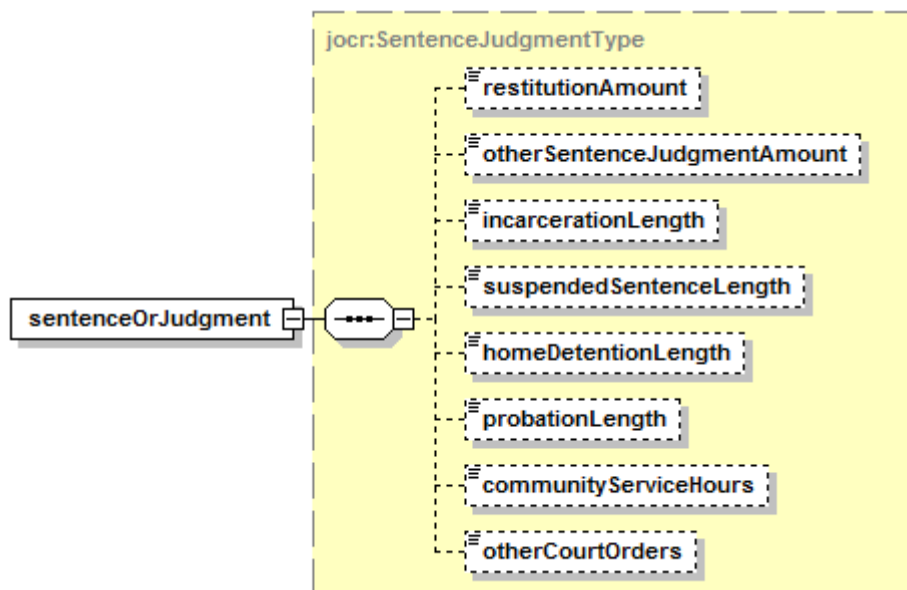 jocr:SentenceJudgmentType
restitutionAmount
otherSentenceJudgmentAmount
incarcerationLength
suspendedSentenceLength
sentenceOrJudgment
homeDetentionLength
probationLength
communityServiceHours
otherCourtOrders